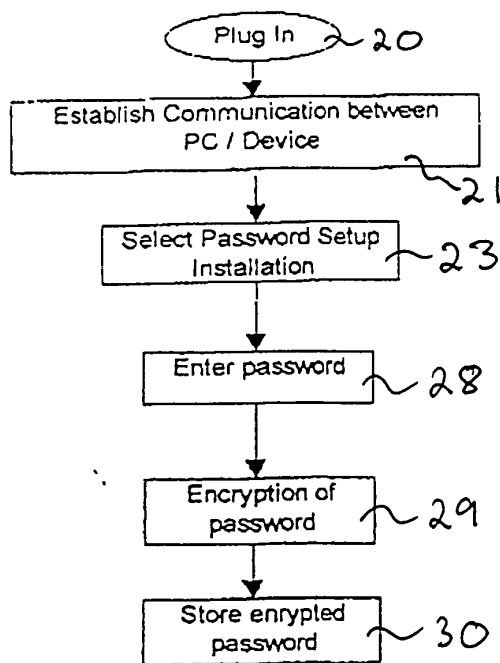 Plug In 20
Establish Communication between
PC / Device
21
Select Password Setup
Installation 23
Enter password 28
Encryption of
password 29
Store enrypted
password 30